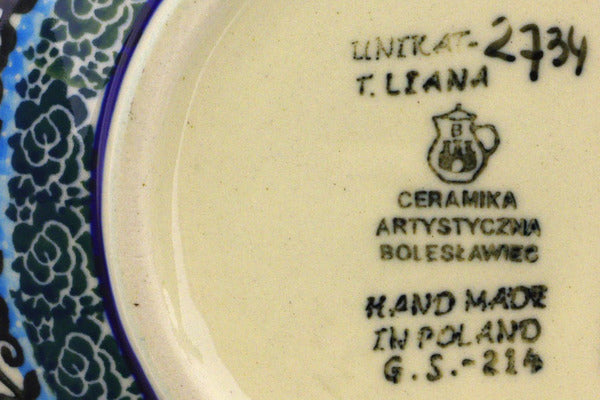 UNIKAT-2734
T. LIANA
B
CERAMIKA
ARTYSTYCZNA
BOLESŁAWIEC
HAND MADE
IN POLAND
G.S.-214